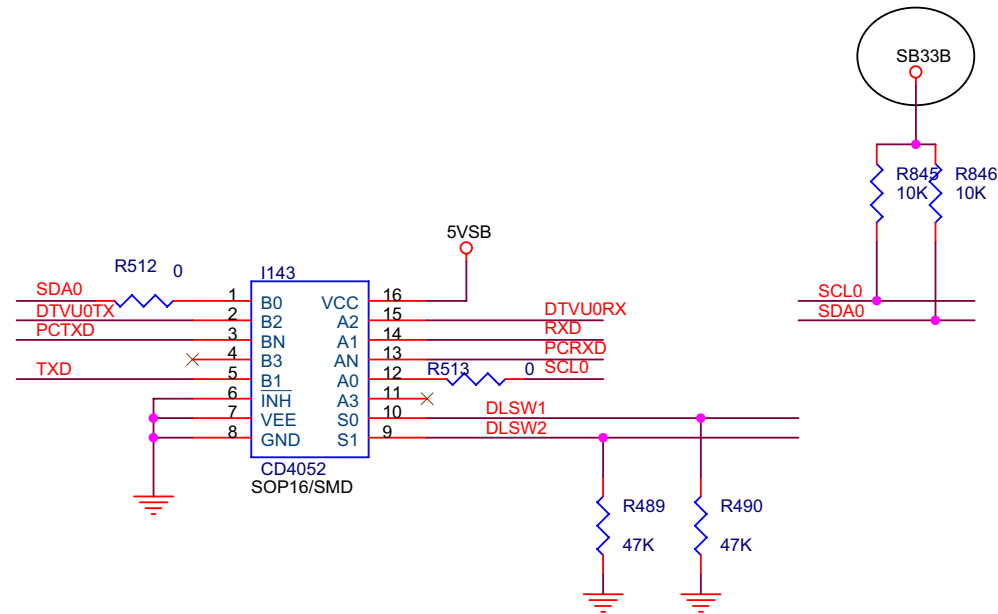 SB33B
R845
10K
R846
10K
SCL0
SDA0
5VSB
R512
0
I143
SDA0
DTVU0TX
PCTXD
TXD
1
2
3
4
5
6
7
8
B0
B2
BN
B3
B1
INH
VEE
GND
VCC
A2
A1
AN
A0
A3
S0
S1
16
15
14
13
12
11
10
9
DTVU0RX
RXD
PCRXD
R513
0
SCL0
DLSW1
DLSW2
CD4052
SOP16/SMD
R489
47K
R490
47K